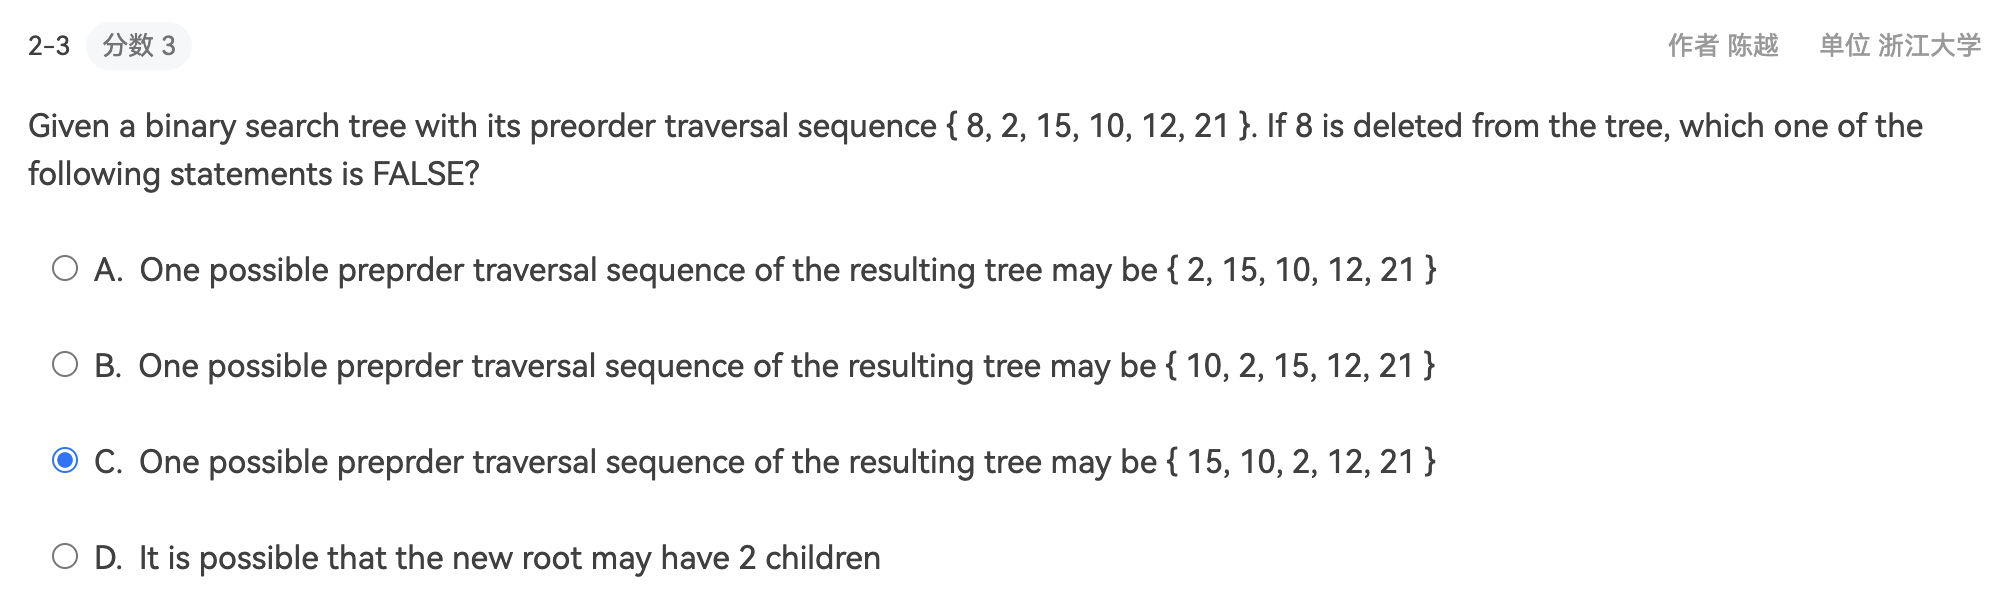 2-3 分数 3 作者 陈越 单位 浙江大学
Given a binary search tree with its preorder traversal sequence { 8, 2, 15, 10, 12, 21 }. If 8 is deleted from the tree, which one of the
following statements is FALSE?
A. One possible preprder traversal sequence of the resulting tree may be { 2, 15, 10, 12, 21 }
B. One possible preprder traversal sequence of the resulting tree may be { 10, 2, 15, 12, 21 }
C. One possible preprder traversal sequence of the resulting tree may be { 15, 10, 2, 12, 21 }
D. It is possible that the new root may have 2 children